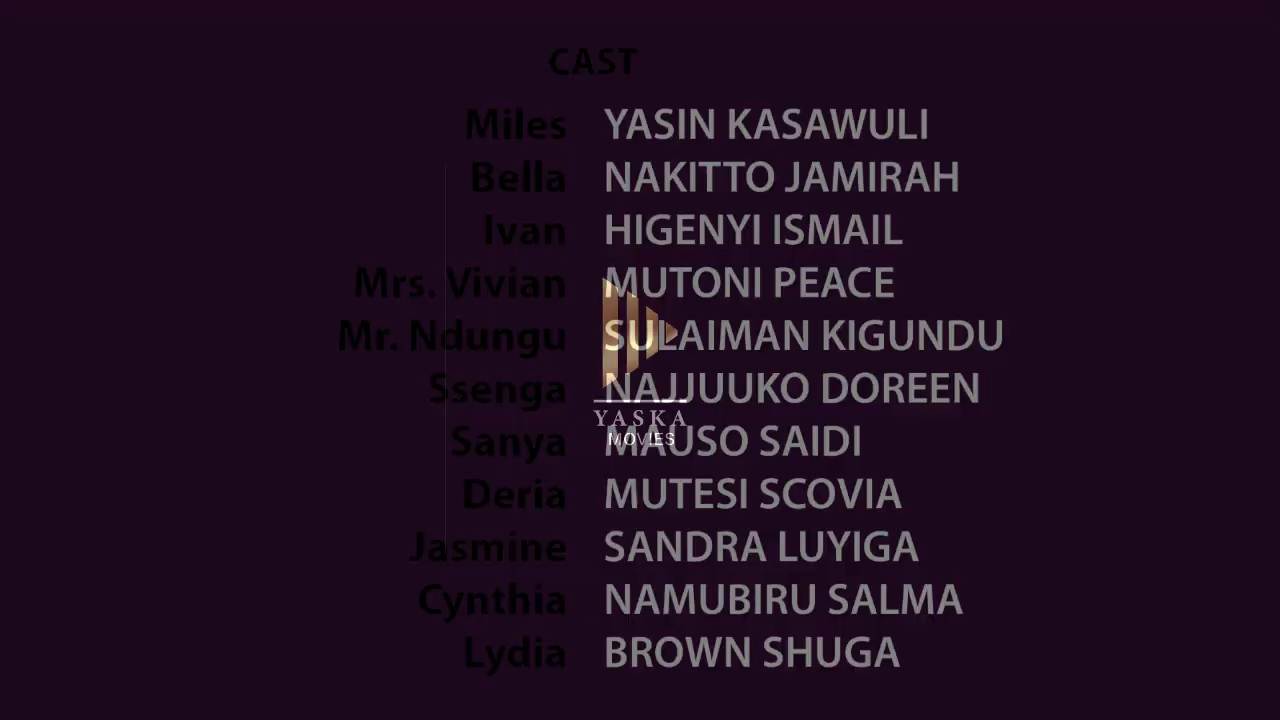 CAST
Miles YASIN KASAWULI
Bella NAKITTO JAMIRAH
Ivan HIGENYI ISMAIL
Mrs. Vivian MUTONI PEACE
Mr. Ndungu SULAIMAN KIGUNDU
Ssenga NAJJUUKO DOREEN
YASKA
MOVIES
Sanya MAUSO SAIDI
Deria MUTESI SCOVIA
Jasmine SANDRA LUYIGA
Cynthia NAMUBIRU SALMA
Lydia BROWN SHUGA